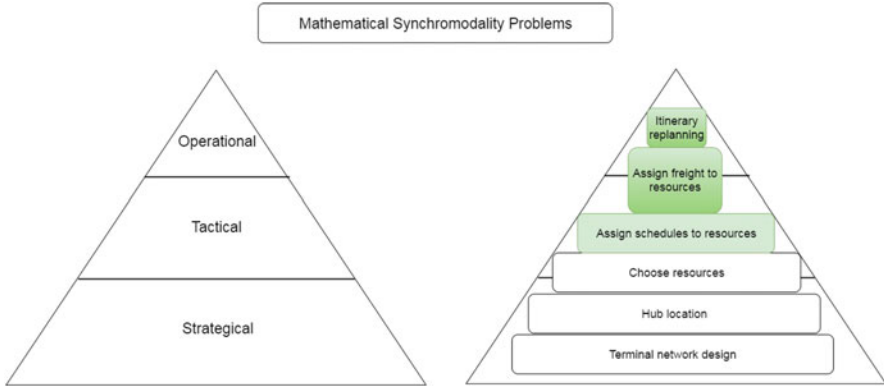 Mathematical Synchromodality Problems
Operational
Tactical
Strategical
Itinerary
replanning
Assign freight to
resources
Assign schedules to resources
Choose resources
Hub location
Terminal network design